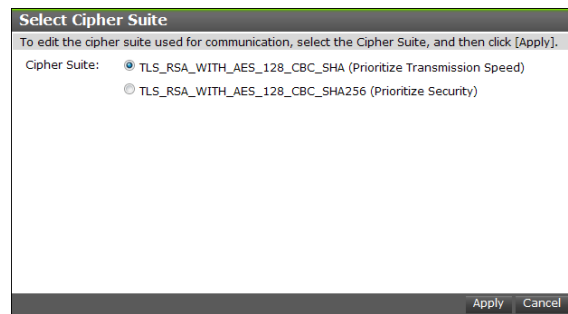 Select Cipher Suite
To edit the cipher suite used for communication, select the Cipher Suite, and then click [Apply].
Cipher Suite: TLS_RSA_WITH_AES_128_CBC_SHA (Prioritize Transmission Speed)
TLS_RSA_WITH_AES_128_CBC_SHA256 (Prioritize Security)
Apply Cancel